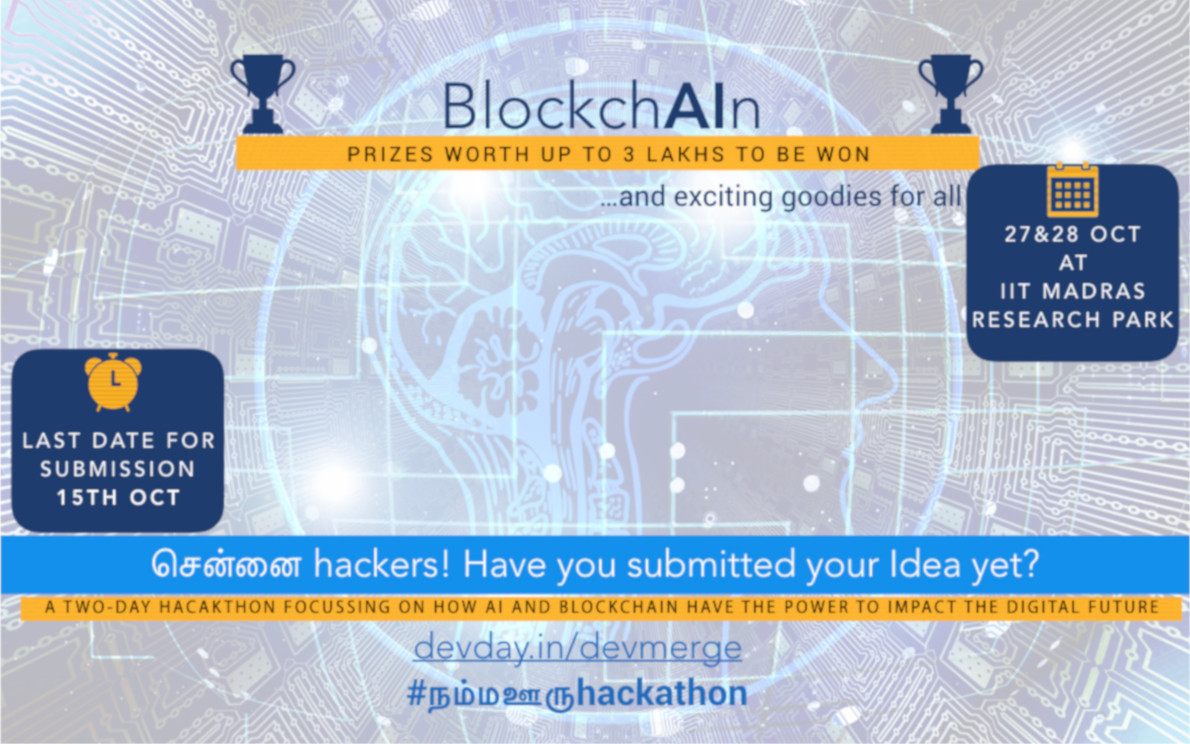 BlockchAIn
PRIZES WORTH UP TO 3 LAKHS TO BE WON
...and exciting goodies for all
27&28 OCT
AT
IIT MADRAS
RESEARCH PARK
LAST DATE FOR
SUBMISSION
15TH OCT
சென்னை hackers! Have you submitted your Idea yet?
A TWO-DAY HACAKTHON FOCUSSING ON HOW AI AND BLOCKCHAIN HAVE THE POWER TO IMPACT THE DIGITAL FUTURE
devday.in/devmerge
#நம்மஊருhackathon